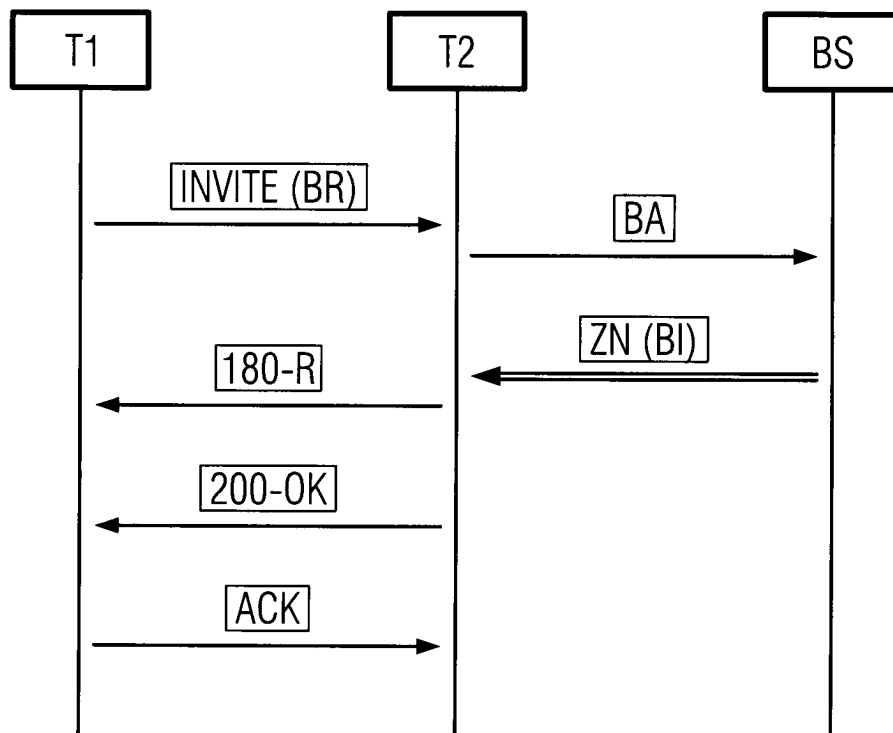 T1
T2
BS
INVITE (BR)
BA
ZN (BI)
180-R
200-OK
ACK